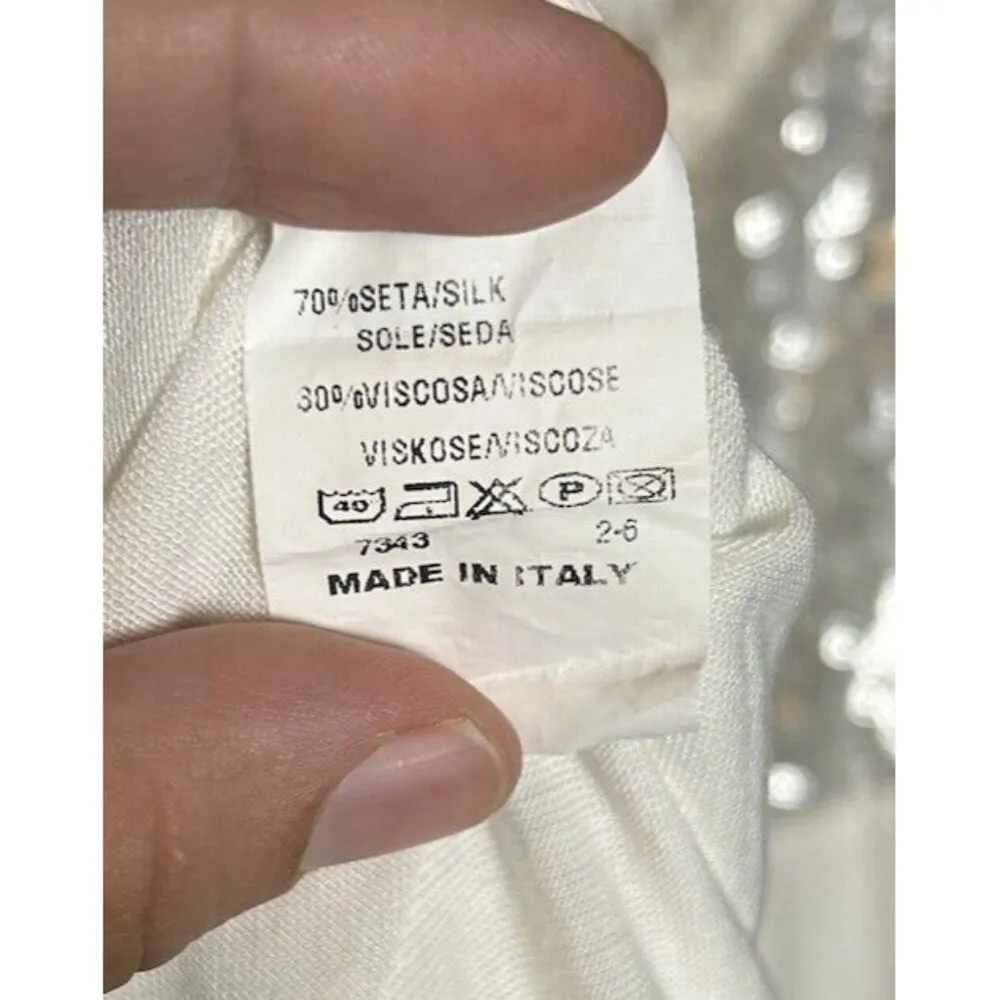 70%SETA/SILK
SOLE/SEDA
30%VISCOSA/VISCOSE
VISKOSE/VISCOZA
40 P
7343 2-6
MADE IN ITALY